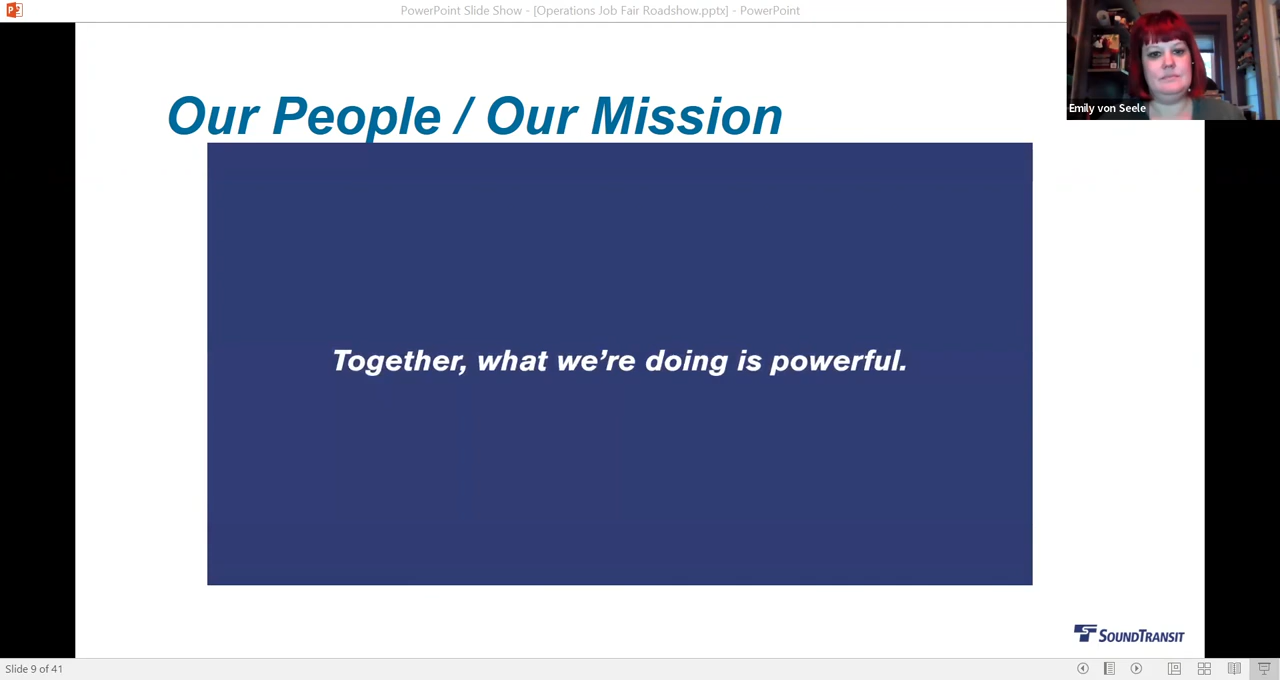 PowerPoint Slide Show - [Operations Job Fair Roadshow.pptx] - PowerPoint
Emily von Seele
Our People / Our Mission
Together, what we're doing is powerful.
SOUNDTRANSIT
Slide 9 of 41